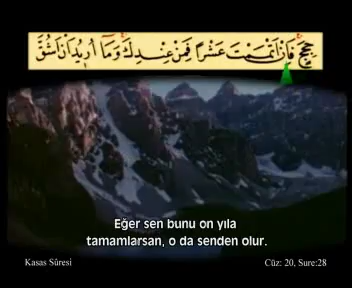 حِجَجٍ فَإِنْ أَتْمَمْتَ عَشْرًا فَمِنْ عِنْدِكَ وَمَا أُرِيدُ أَنْ أَشُقَّ
Eğer sen bunu on yıla
tamamlarsan, o da senden olur.
Kasas Sûresi
Cüz: 20, Sure:28